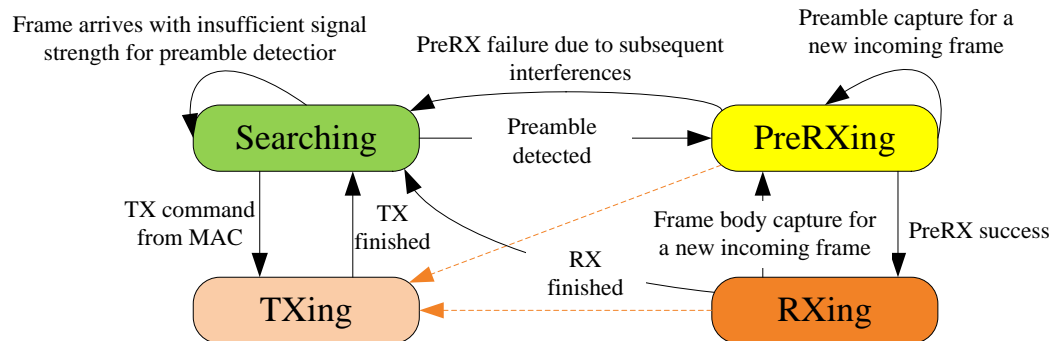 Frame arrives with insufficient signal
strength for preamble detectior
Preamble capture for a
new incoming frame
PreRX failure due to subsequent
interferences
Searching
Preamble
detected
PreRXing
TX command
from MAC
TX
finished
Frame body capture for
a new incoming frame
PreRX success
RX
finished
TXing
RXing